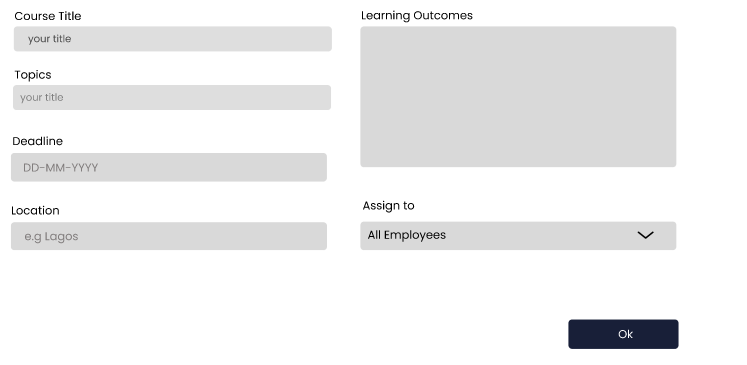 Course Title
your title
Topics
your title
Deadline
DD-MM-YYYY
Location
e.g Lagos
Learning Outcomes
Assign to
All Employees
Ok